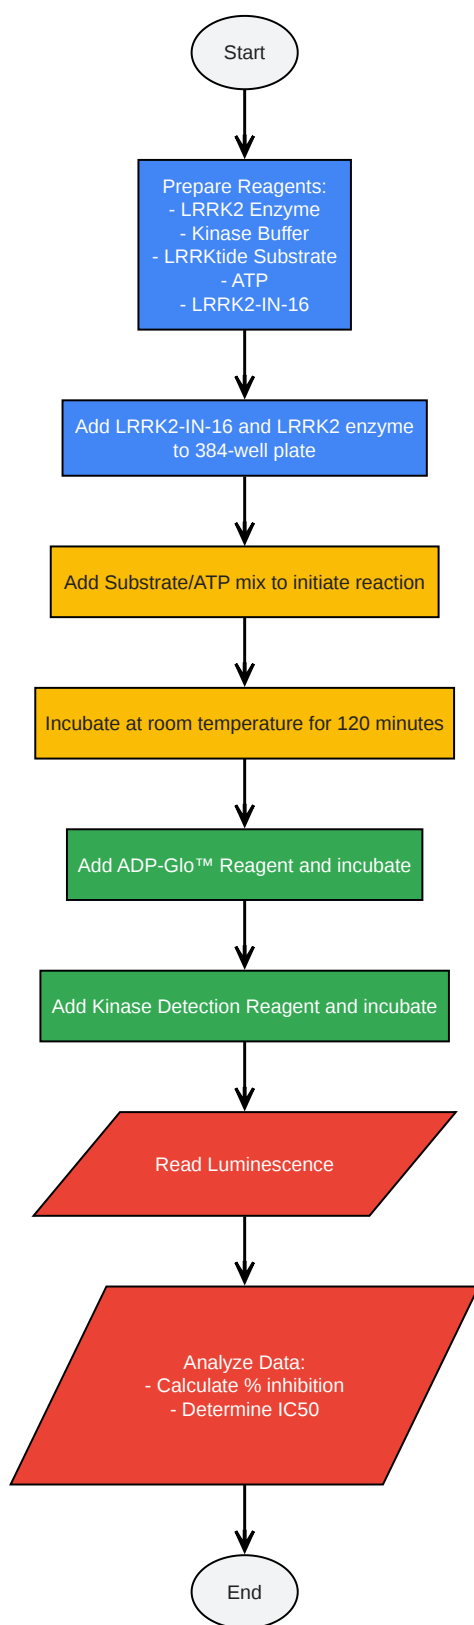 Start
Prepare Reagents:
- LRRK2 Enzyme
- Kinase Buffer
- LRRKtide Substrate
- ATP
- LRRK2-IN-16
Add LRRK2-IN-16 and LRRK2 enzyme
to 384-well plate
Add Substrate/ATP mix to initiate reaction
Incubate at room temperature for 120 minutes
Add ADP-Glo™ Reagent and incubate
Add Kinase Detection Reagent and incubate
Read Luminescence
Analyze Data:
- Calculate % inhibition
- Determine IC50
End